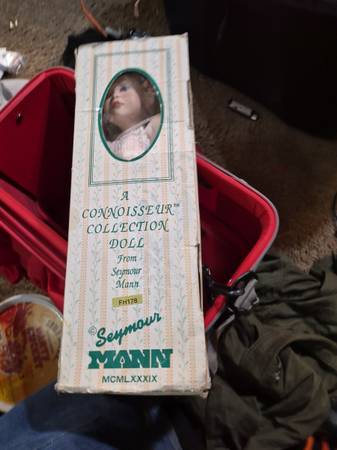 A
CONNOISSEUR™
COLLECTION
DOLL
From
Seymour
Mann
FH178
© Seymour
MANN
MCMLXXXIX